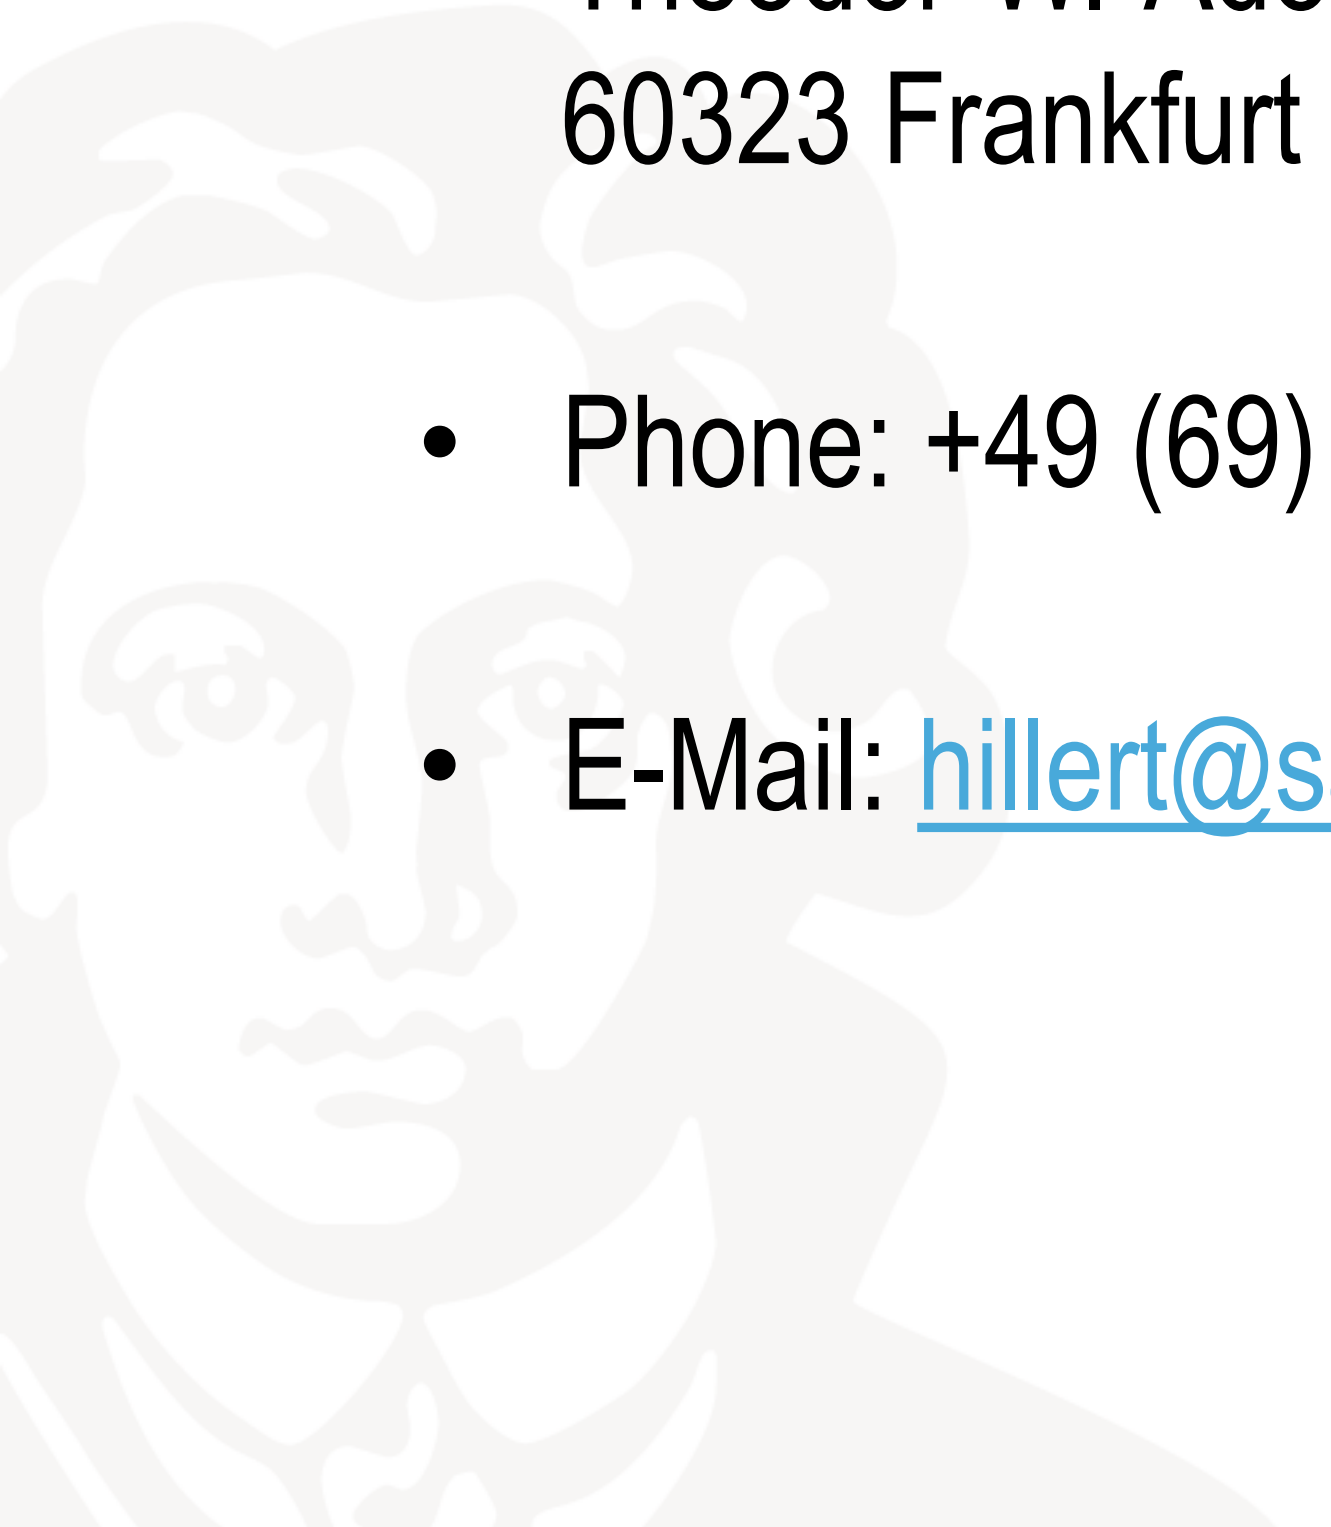 60323 Frankfurt
• Phone: +49 (69)
• E-Mail: hillert@s